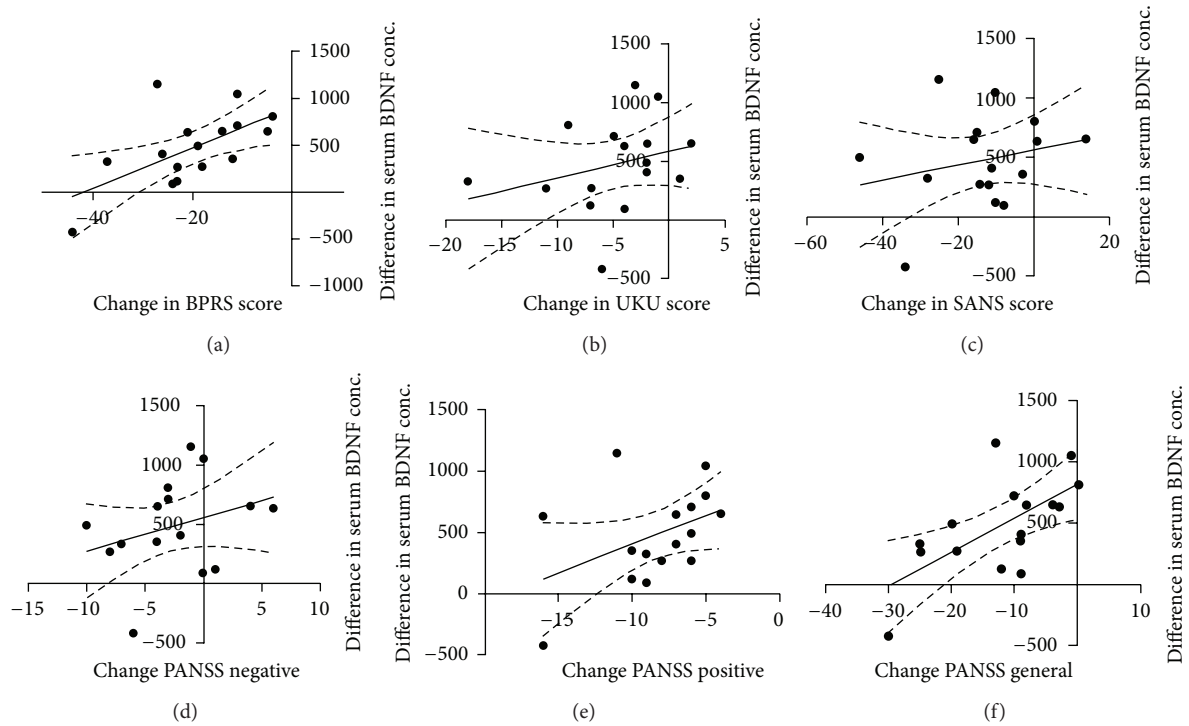 1500
1000
500
−40
−20
−500
−1000
Difference in serum BDNF conc.
Change in BPRS score
(a)
1500
1000
500
−20
−15
−10
−5
5
−500
Difference in serum BDNF conc.
Change in UKU score
(b)
1500
1000
500
−60
−40
−20
20
−500
Difference in serum BDNF conc.
Change in SANS score
(c)
1500
1000
500
−15
−10
−5
5
10
−500
Difference in serum BDNF conc.
Change PANSS negative
(d)
Difference in serum BDNF conc.
1500
1000
500
0
−500
−15
−10
−5
0
Change PANSS positive
(e)
1500
1000
500
−40
−30
−20
−10
10
−500
Difference in serum BDNF conc.
Change PANSS general
(f)